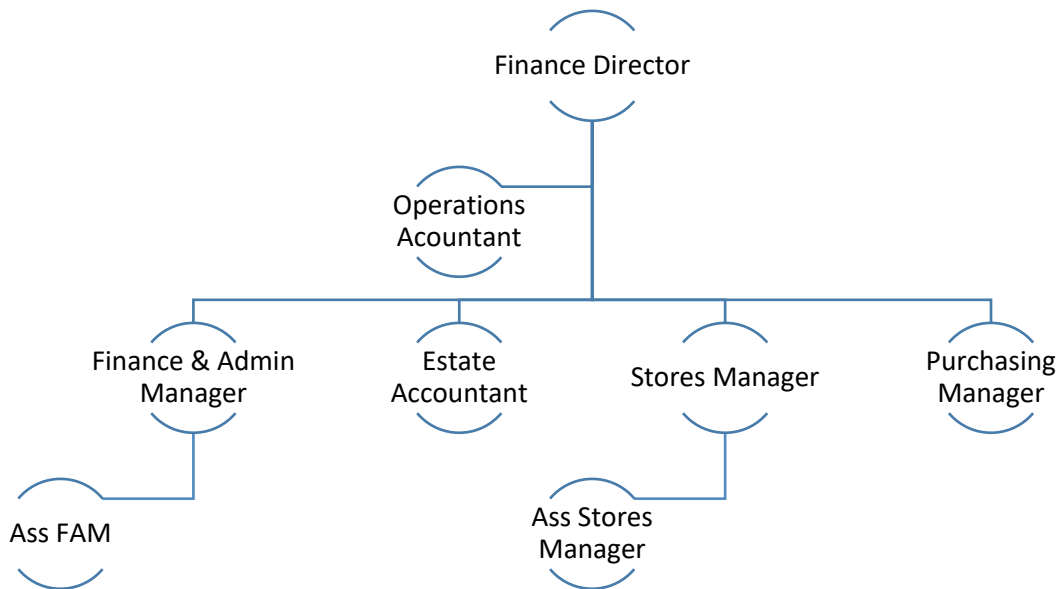 Finance Director
Operations
Acountant
Finance & Admin
Manager
Estate
Accountant
Stores Manager
Purchasing
Manager
Ass FAM
Ass Stores
Manager